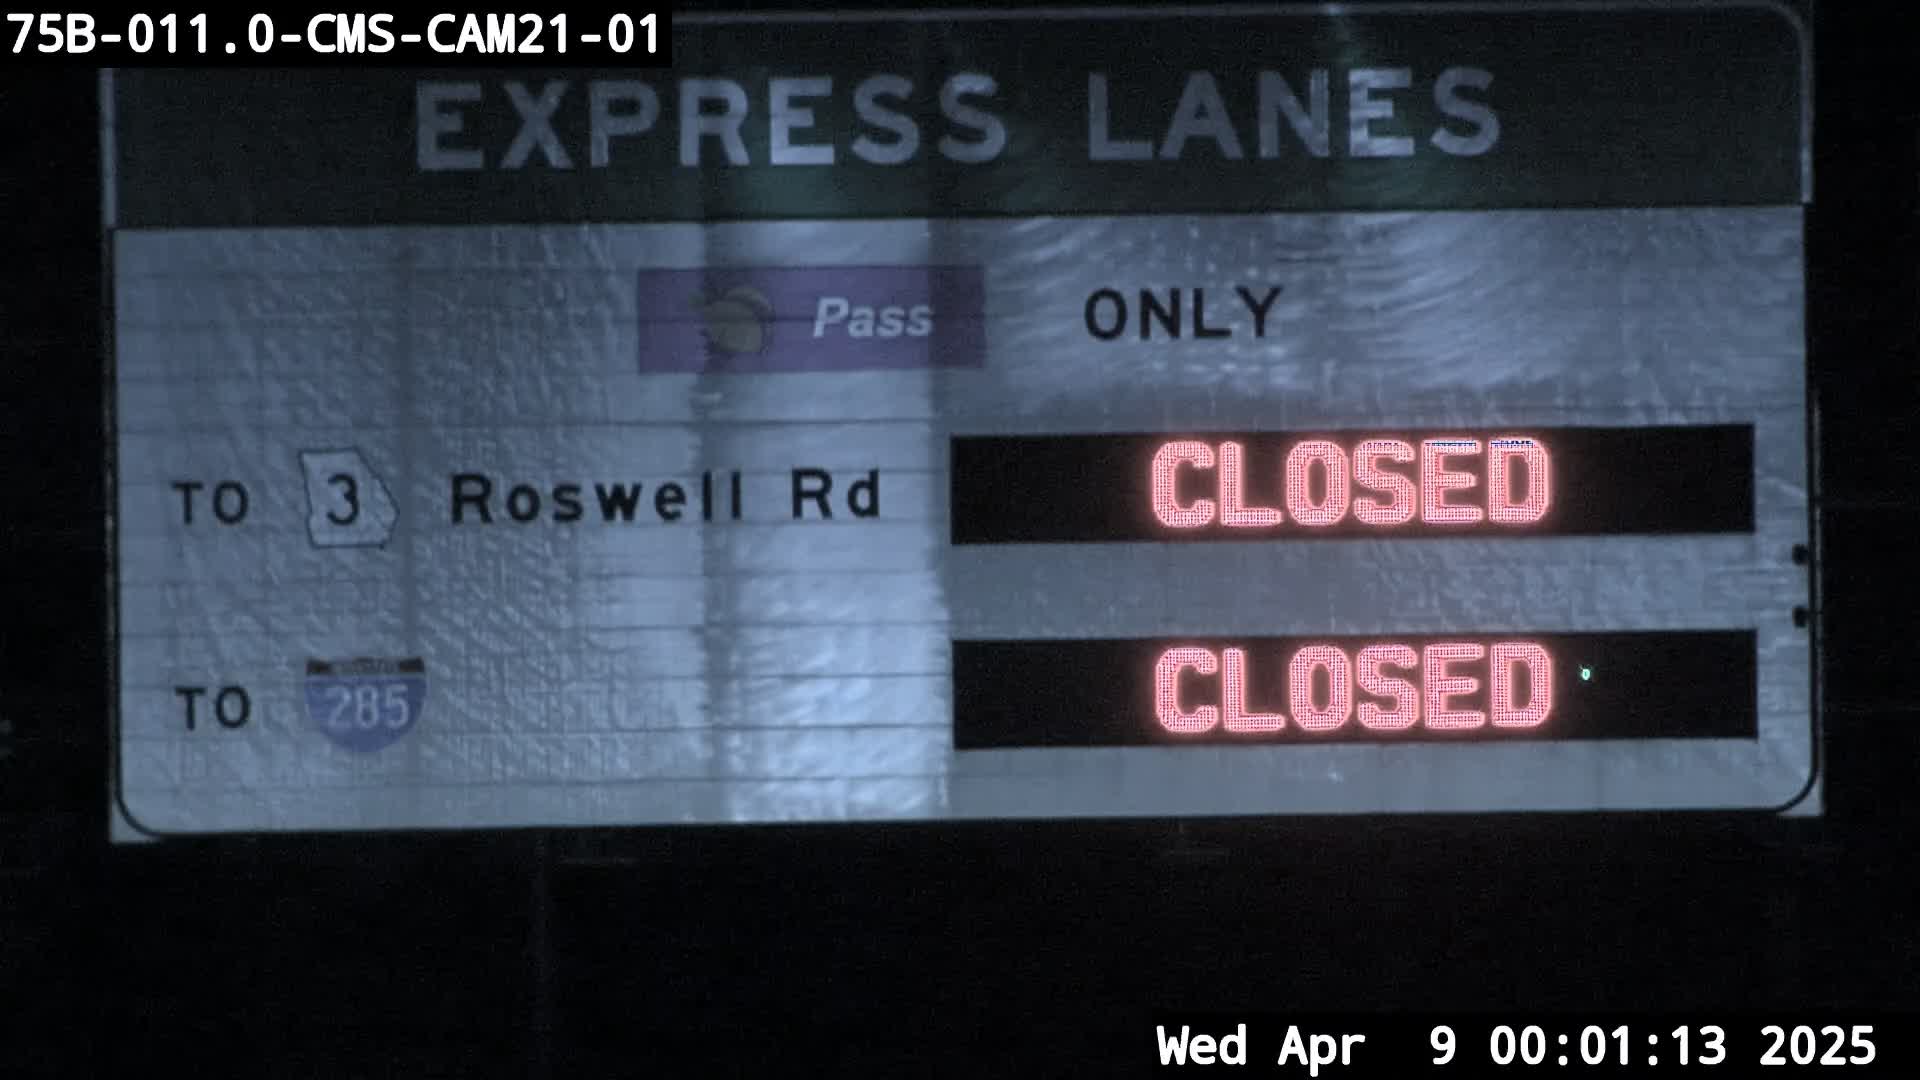 75B-011.0-CMS-CAM21-01
EXPRESS LANES
Pass ONLY
TO 3 Roswell Rd CLOSED
TO 285 CLOSED
Wed Apr 9 00:01:13 2025